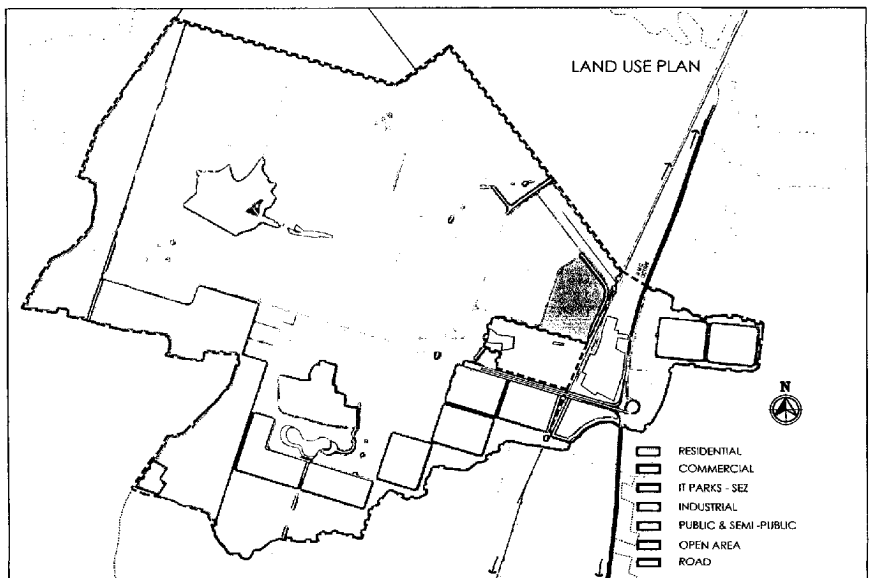 LAND USE PLAN
N
RESIDENTIAL
COMMERCIAL
IT PARKS - SEZ
INDUSTRIAL
PUBLIC & SEMI -PUBLIC
OPEN AREA
ROAD